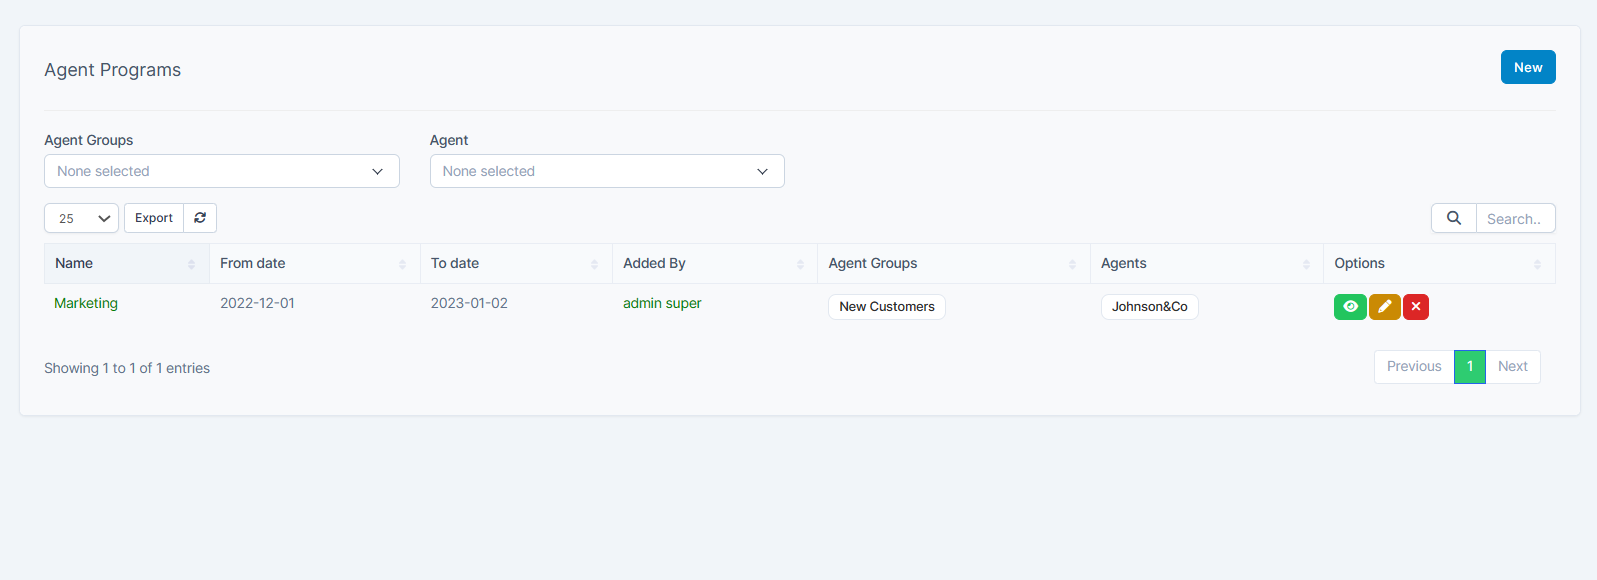 Agent Programs
New
Agent Groups Agent
None selected None selected
25 Export Search..
Name From date To date Added By Agent Groups Agents Options
Marketing 2022-12-01 2023-01-02 admin super New Customers Johnson&Co
Showing 1 to 1 of 1 entries Previous 1 Next